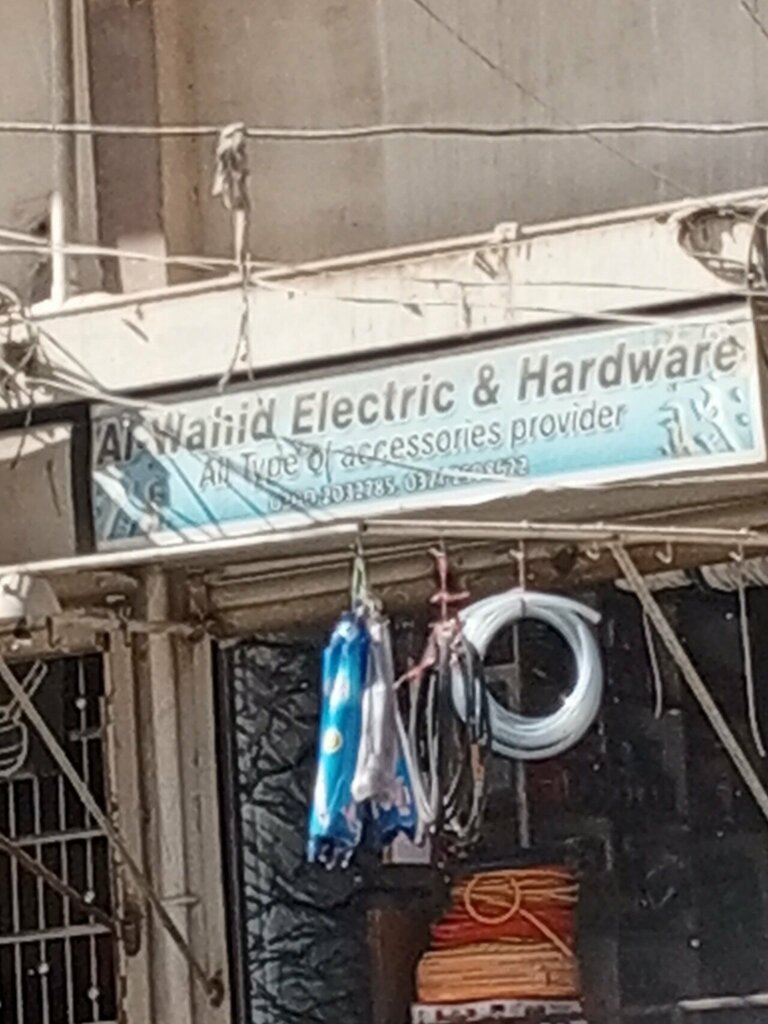 Al-Wahid Electric & Hardware
All Type of accessories provider